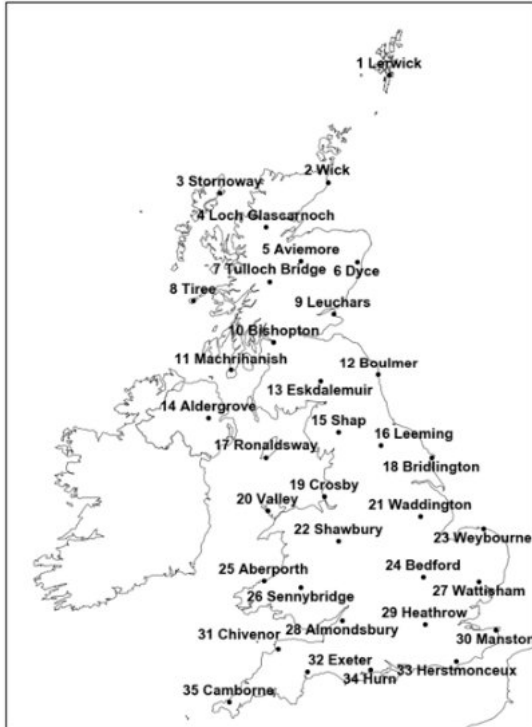 1 Lerwick
2 Wick
3 Stornoway
4 Loch Glascarnoch
5 Aviemore
6 Dyce
7 Tulloch Bridge
8 Tiree
9 Leuchars
10 Bishopton
11 Machrihanish
12 Boulmer
13 Eskdalemuir
14 Aldergrove
15 Shap
16 Leeming
17 Ronaldsway
18 Bridlington
19 Crosby
20 Valley
21 Waddington
22 Shawbury
23 Weybourne
24 Bedford
25 Aberporth
26 Sennybridge
27 Wattisham
28 Almondsbury
29 Heathrow
30 Manston
31 Chivenor
32 Exeter
33 Herstmonceux
34 Hurn
35 Camborne